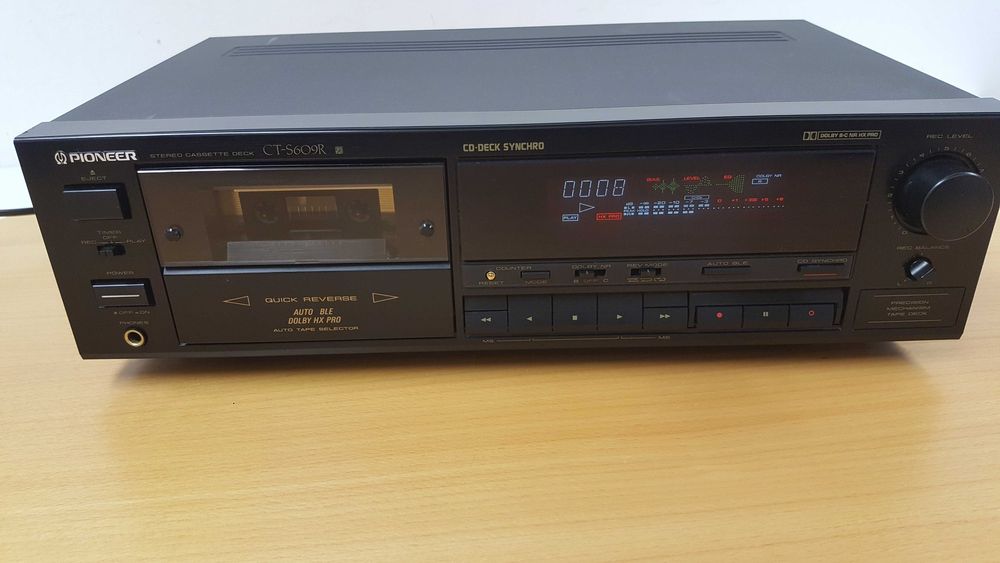 PIONEER STEREO CASSETTE DECK CT-S609R
EJECT
TIMER
OFF
REC PLAY
POWER
OFF ON
PHONES
QUICK REVERSE
AUTO BLE
DOLBY HX PRO
AUTO TAPE SELECTOR
CD-DECK SYNCHRO
DOLBY B-C NR HX PRO
0008
BIAS LEVEL EQ DOLBY NR
PLAY HX PRO
COUNTER
RESET MODE
DOLBY NR
B OFF C
REV MODE
AUTO BLE
CD SYNCHRO
MS MS
REC LEVEL
REC BALANCE
L R
PRECISION
MECHANISM
TAPE DECK